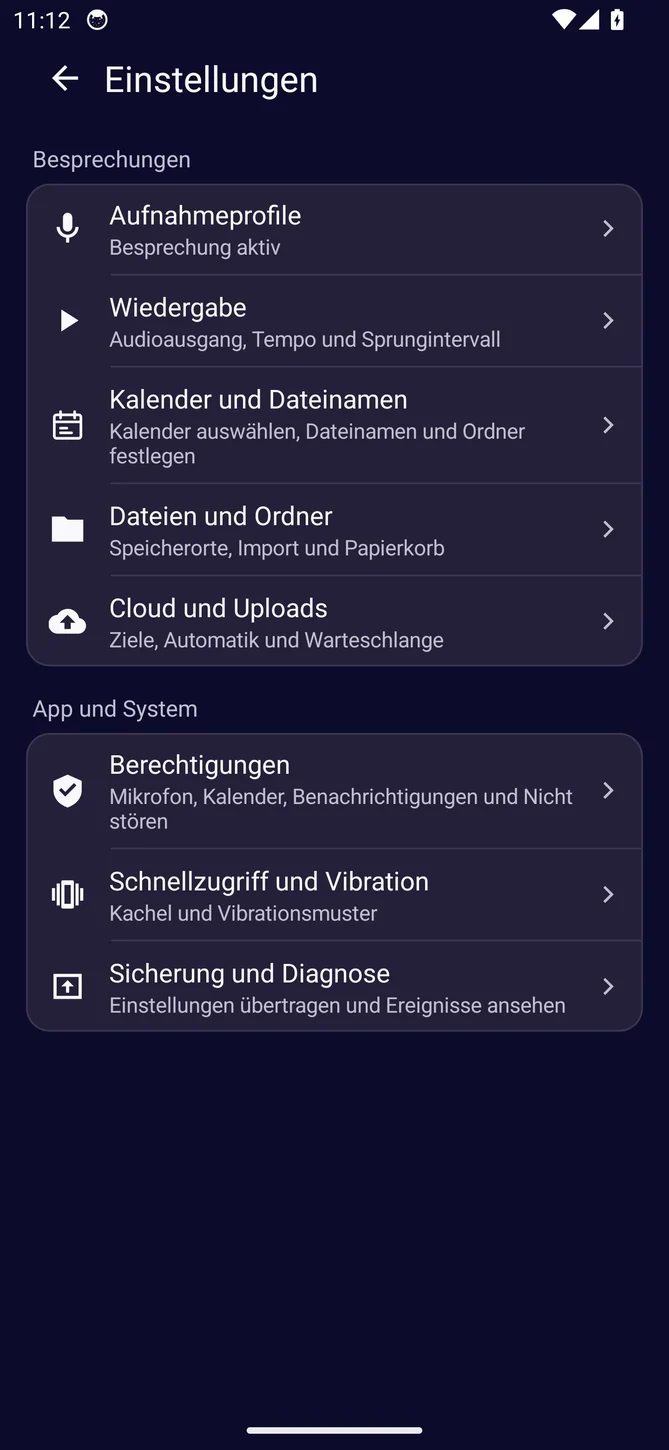 11:12
Einstellungen
Besprechungen
Aufnahmeprofile
Besprechung aktiv
Wiedergabe
Audioausgang, Tempo und Sprungintervall
Kalender und Dateinamen
Kalender auswählen, Dateinamen und Ordner
festlegen
Dateien und Ordner
Speicherorte, Import und Papierkorb
Cloud und Uploads
Ziele, Automatik und Warteschlange
App und System
Berechtigungen
Mikrofon, Kalender, Benachrichtigungen und Nicht
stören
Schnellzugriff und Vibration
Kachel und Vibrationsmuster
Sicherung und Diagnose
Einstellungen übertragen und Ereignisse ansehen